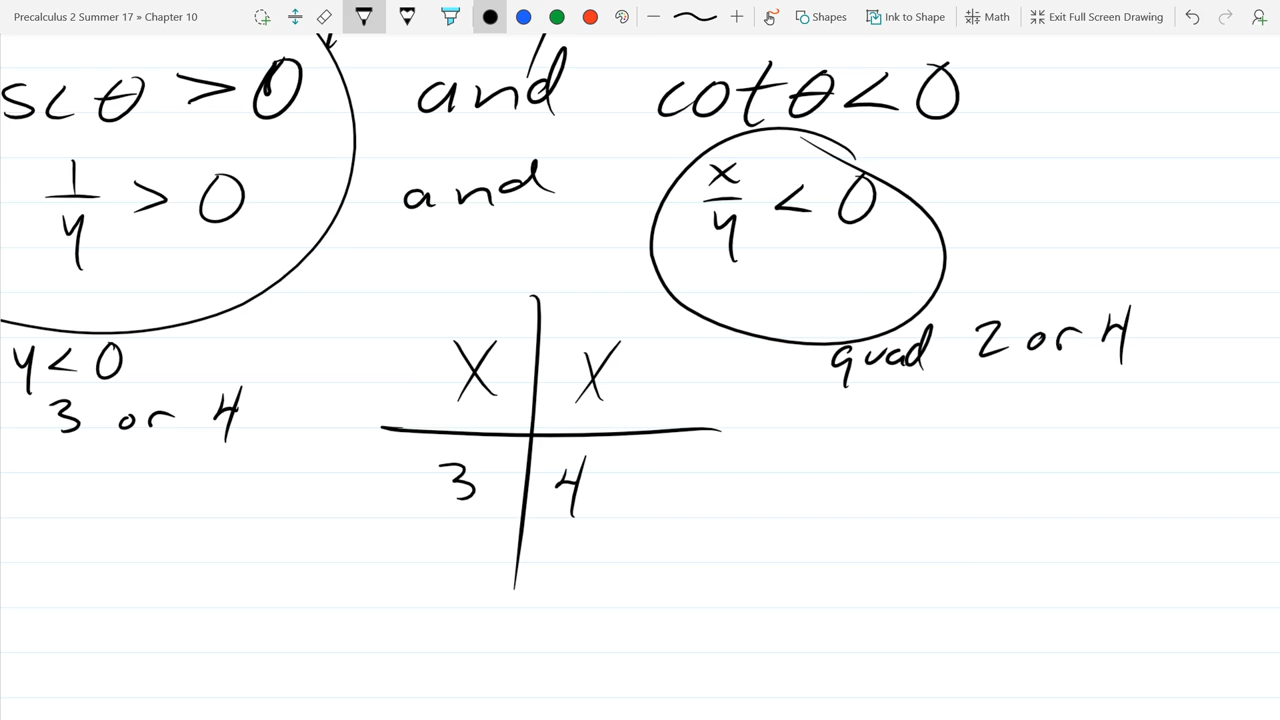 Precalculus 2 Summer 17 » Chapter 10
Shapes
Ink to Shape
Math
Exit Full Screen Drawing
sc θ > 0 and cot θ < 0
1/y > 0 and x/y < 0
y < 0
3 or 4
quad 2 or 4
X X
3 4